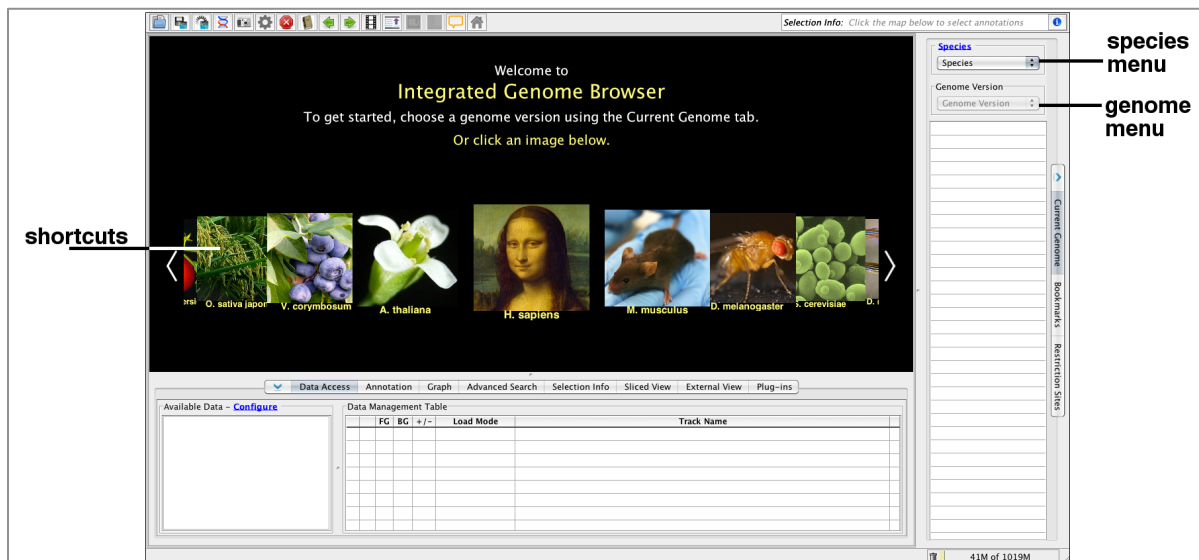 Selection Info: Click the map below to select annotations
Species
Species
Genome Version
Genome Version
species
menu
genome
menu
Welcome to
Integrated Genome Browser
To get started, choose a genome version using the Current Genome tab.
Or click an image below.
shortcuts
ersi
O. sativa japor
V. corymbosum
A. thaliana
H. sapiens
M. musculus
D. melanogaster
S. cerevisiae
Current Genome
Bookmarks
Restriction Sites
Data Access Annotation Graph Advanced Search Selection Info Sliced View External View Plug-ins
Available Data – Configure
Data Management Table
FG BG +/- Load Mode Track Name
41M of 1019M